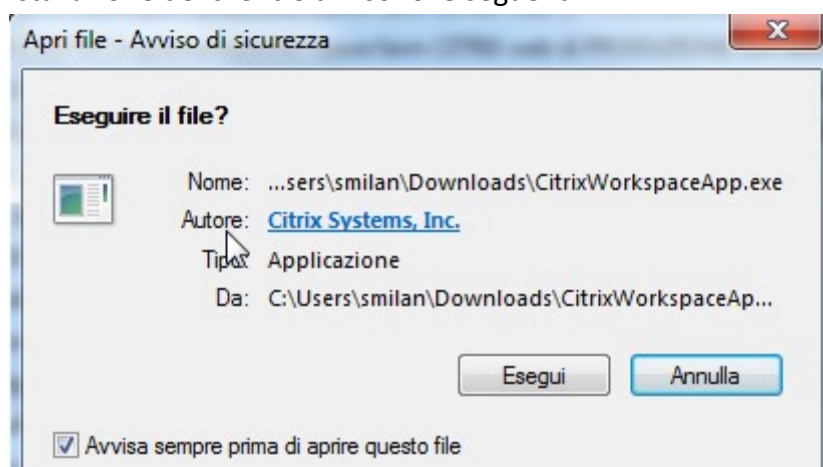 Apri file - Avviso di sicurezza
Eseguire il file?
Nome: ...sers\smilan\Downloads\CitrixWorkspaceApp.exe
Autore: Citrix Systems, Inc.
Tipo: Applicazione
Da: C:\Users\smilan\Downloads\CitrixWorkspaceAp...
Esegui Annulla
Avvisa sempre prima di aprire questo file